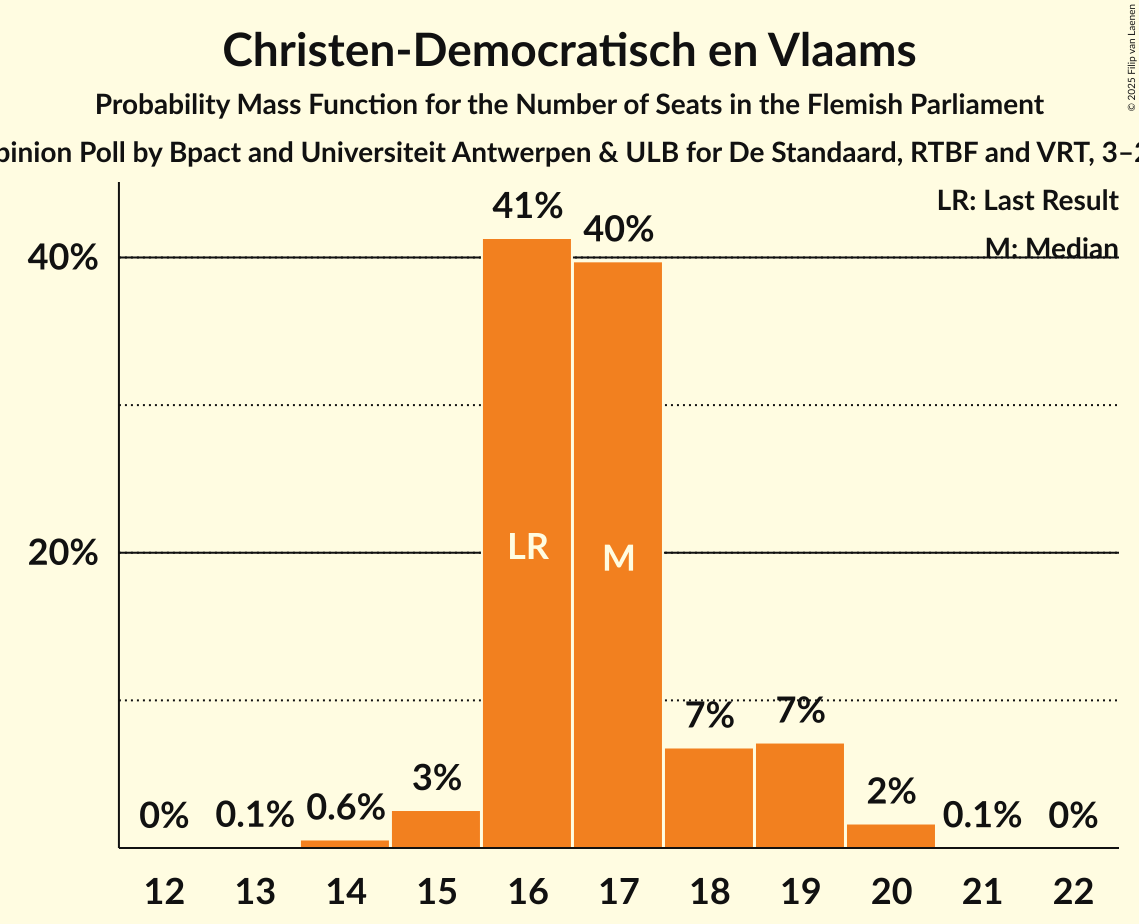 Christen-Democratisch en Vlaams
Probability Mass Function for the Number of Seats in the Flemish Parliament
Poll by Bpact and Universiteit Antwerpen & ULB for De Standaard, RTBF and VRT,
© 2025 Filip van Laenen
LR: Last Result
M: Median
41%
40%
40%
LR
M
20%
7%
7%
3%
2%
0%
0.1%
0.6%
0.1%
0%
12 13 14 15 16 17 18 19 20 21 22